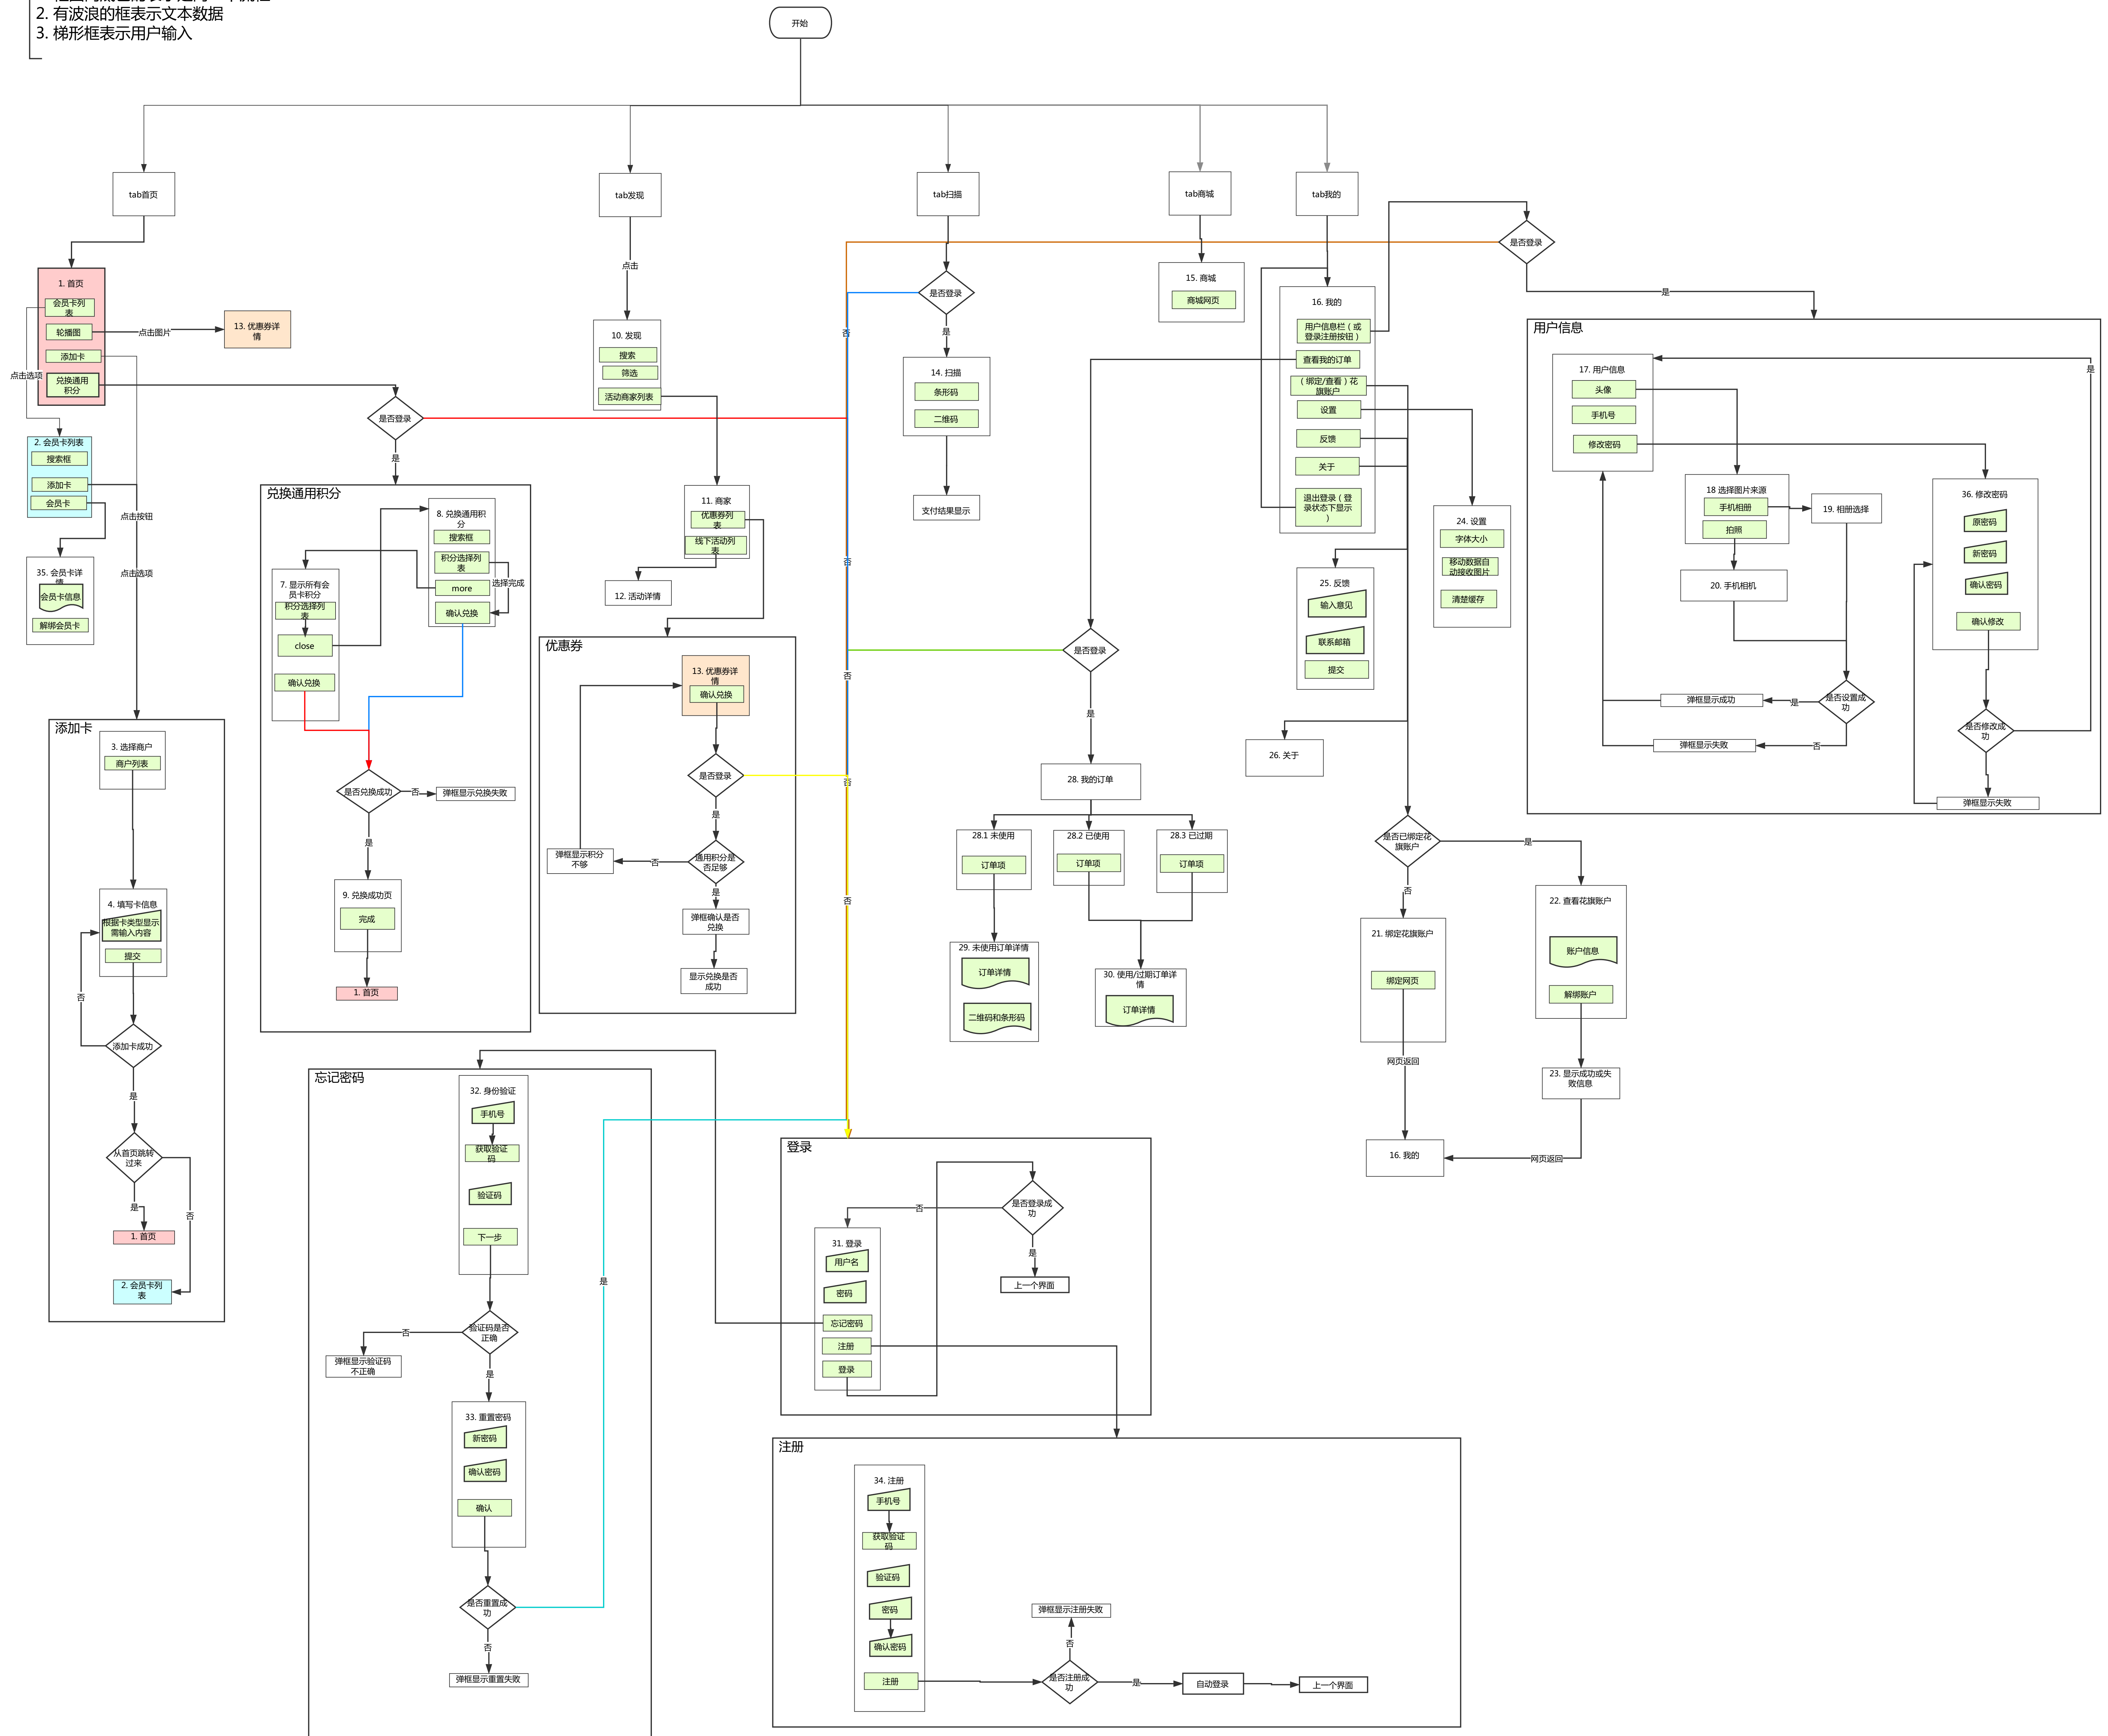 2. 有波浪的框表示文本数据
3. 梯形框表示用户输入
开始
tab首页
tab发现
tab扫描
tab商城
tab我的
1. 首页
会员卡列
表
轮播图
添加卡
兑换通用
积分
点击图片
13. 优惠券详
情
点击选项
是否登录
是
2. 会员卡列表
搜索框
添加卡
会员卡
点击按钮
点击选项
35. 会员卡详
情
会员卡信息
解绑会员卡
添加卡
3. 选择商户
商户列表
4. 填写卡信息
根据卡类型显示
需输入内容
提交
否
添加卡成功
是
从首页跳转
过来
是
否
1. 首页
2. 会员卡列
表
兑换通用积分
8. 兑换通用积
分
搜索框
积分选择列
表
more
确认兑换
选择完成
7. 显示所有会
员卡积分
积分选择列
表
close
确认兑换
是否兑换成功
否
弹框显示兑换失败
是
9. 兑换成功页
完成
1. 首页
点击
10. 发现
搜索
筛选
活动商家列表
11. 商家
优惠券列
表
线下活动列
表
12. 活动详情
优惠券
13. 优惠券详
情
确认兑换
是否登录
是
通用积分是
否足够
否
弹框显示积分
不够
是
弹框确认是否
兑换
显示兑换是否
成功
是否登录
是
否
14. 扫描
条形码
二维码
支付结果显示
否
否
否
否
15. 商城
商城网页
16. 我的
用户信息栏（或
登录注册按钮）
查看我的订单
（绑定/查看）花
旗账户
设置
反馈
关于
退出登录（登
录状态下显示
）
是否登录
是
24. 设置
字体大小
移动数据自
动接收图片
清楚缓存
25. 反馈
输入意见
联系邮箱
提交
26. 关于
是否登录
是
28. 我的订单
28.1 未使用
订单项
28.2 已使用
订单项
28.3 已过期
订单项
29. 未使用订单详情
订单详情
二维码和条形码
30. 使用/过期订单详
情
订单详情
是否已绑定花
旗账户
是
否
21. 绑定花旗账户
绑定网页
网页返回
22. 查看花旗账户
账户信息
解绑账户
23. 显示成功或失
败信息
网页返回
16. 我的
用户信息
17. 用户信息
头像
手机号
修改密码
是
18 选择图片来源
手机相册
拍照
19. 相册选择
20. 手机相机
36. 修改密码
原密码
新密码
确认密码
确认修改
是否设置成
功
是
弹框显示成功
否
弹框显示失败
是否修改成
功
弹框显示失败
忘记密码
32. 身份验证
手机号
获取验证
码
验证码
下一步
验证码是否
正确
否
弹框显示验证码
不正确
是
33. 重置密码
新密码
确认密码
确认
是否重置成
功
是
否
弹框显示重置失败
登录
31. 登录
用户名
密码
忘记密码
注册
登录
是否登录成
功
否
是
上一个界面
注册
34. 注册
手机号
获取验证
码
验证码
密码
确认密码
注册
是否注册成
功
否
弹框显示注册失败
是
自动登录
上一个界面